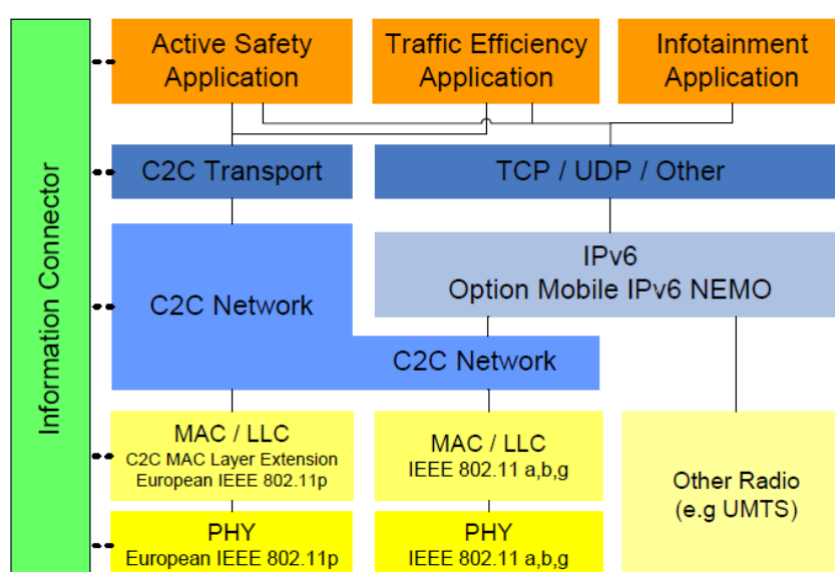 Information Connector
Active Safety
Application
Traffic Efficiency
Application
Infotainment
Application
C2C Transport
TCP / UDP / Other
C2C Network
IPv6
Option Mobile IPv6 NEMO
C2C Network
MAC / LLC
C2C MAC Layer Extension
European IEEE 802.11p
MAC / LLC
IEEE 802.11 a,b,g
Other Radio
(e.g UMTS)
PHY
European IEEE 802.11p
PHY
IEEE 802.11 a,b,g